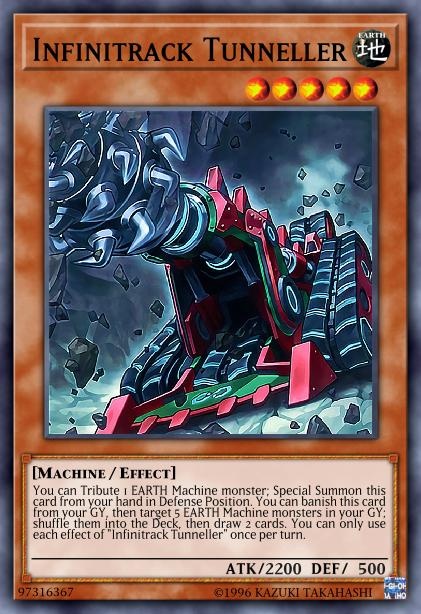 INFINITRACK TUNNELLER
EARTH
地
[MACHINE / EFFECT]
You can Tribute 1 EARTH Machine monster; Special Summon this
card from your hand in Defense Position. You can banish this card
from your GY, then target 5 EARTH Machine monsters in your GY;
shuffle them into the Deck, then draw 2 cards. You can only use
each effect of "Infinitrack Tunneller" once per turn.
ATK/2200 DEF/ 500
97316367
©1996 KAZUKI TAKAHASHI